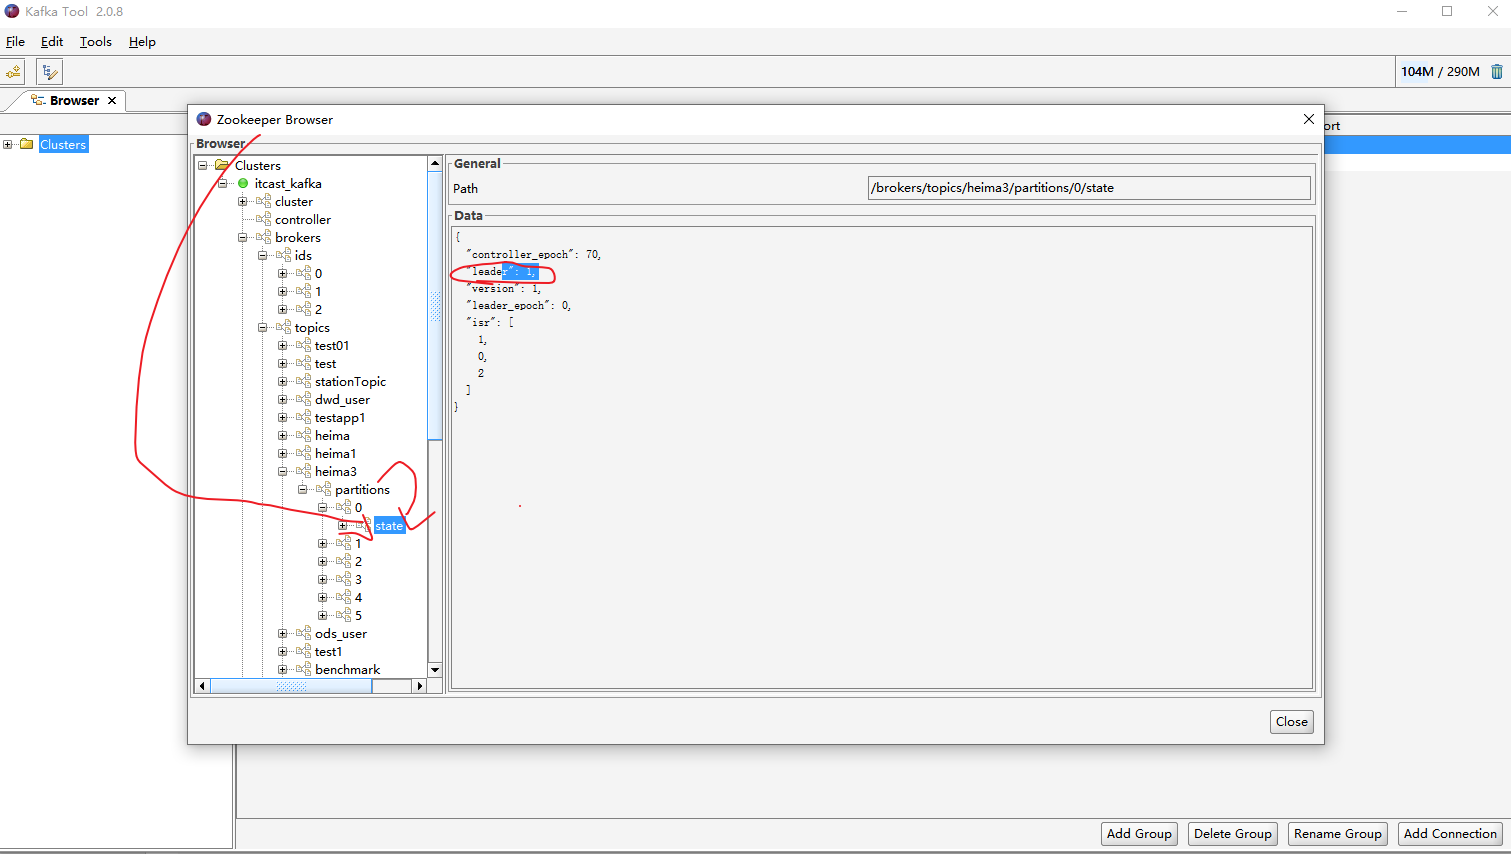 Kafka Tool 2.0.8
File Edit Tools Help
104M / 290M
Browser
Clusters
ort
Zookeeper Browser
Browser
Clusters
itcast_kafka
cluster
controller
brokers
ids
0
1
2
topics
test01
test
stationTopic
dwd_user
testapp1
heima
heima1
heima3
partitions
0
state
1
2
3
4
5
ods_user
test1
benchmark
General
Path
/brokers/topics/heima3/partitions/0/state
Data
{
"controller_epoch": 70,
"leader": 1,
"version": 1,
"leader_epoch": 0,
"isr": [
1,
0,
2
]
}
Close
Add Group Delete Group Rename Group Add Connection